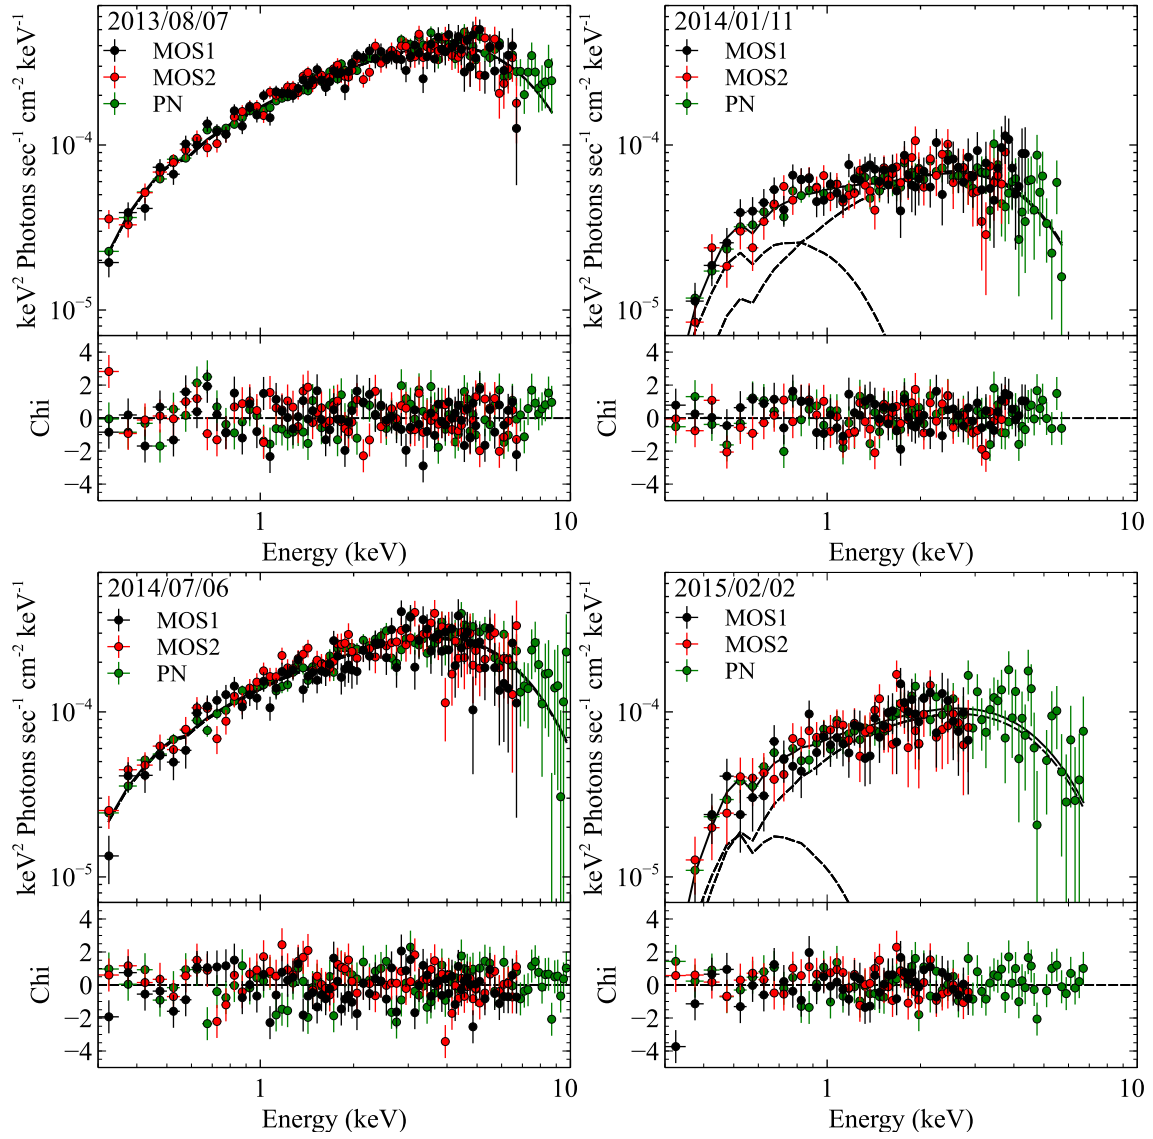 2013/08/07
MOS1
MOS2
PN
keV² Photons sec⁻¹ cm⁻² keV⁻¹
10⁻⁴
10⁻⁵
Chi
4
2
0
−2
−4
1
10
Energy (keV)
2014/01/11
MOS1
MOS2
PN
keV² Photons sec⁻¹ cm⁻² keV⁻¹
10⁻⁴
10⁻⁵
Chi
4
2
0
−2
−4
1
10
Energy (keV)
2014/07/06
MOS1
MOS2
PN
keV² Photons sec⁻¹ cm⁻² keV⁻¹
10⁻⁴
10⁻⁵
Chi
4
2
0
−2
−4
1
10
Energy (keV)
2015/02/02
MOS1
MOS2
PN
keV² Photons sec⁻¹ cm⁻² keV⁻¹
10⁻⁴
10⁻⁵
Chi
4
2
0
−2
−4
1
10
Energy (keV)